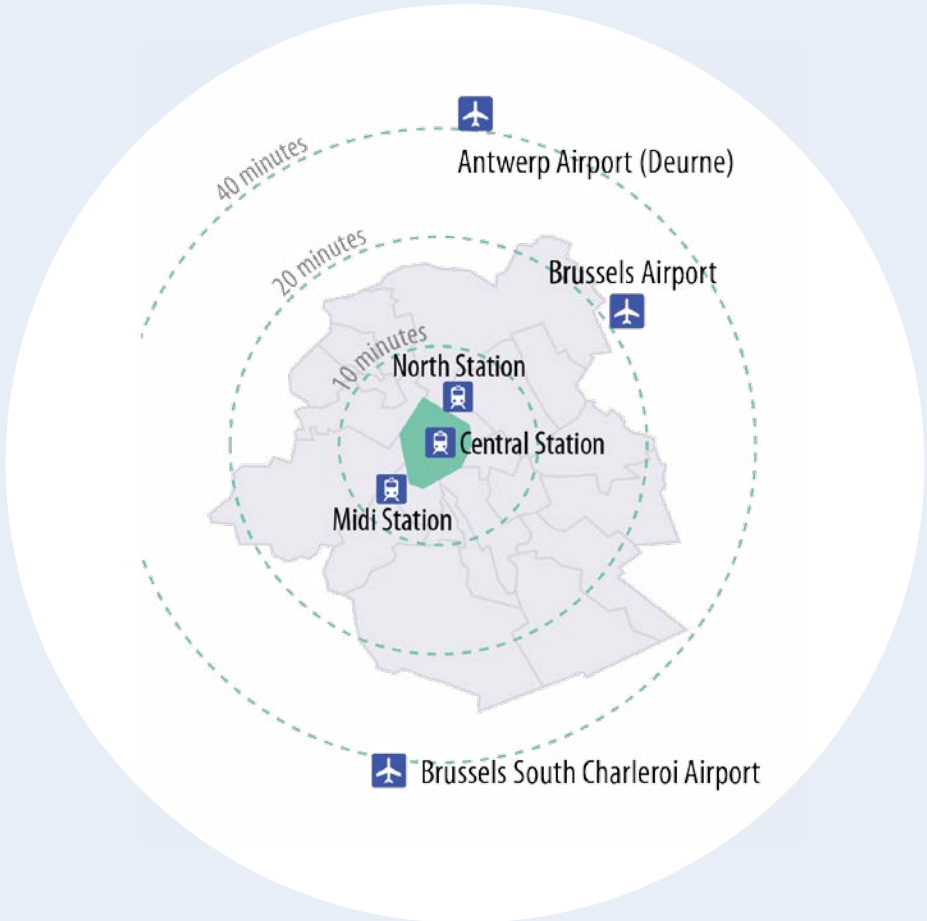 Antwerp Airport (Deurne)
40 minutes
20 minutes
Brussels Airport
10 minutes
North Station
Central Station
Midi Station
Brussels South Charleroi Airport